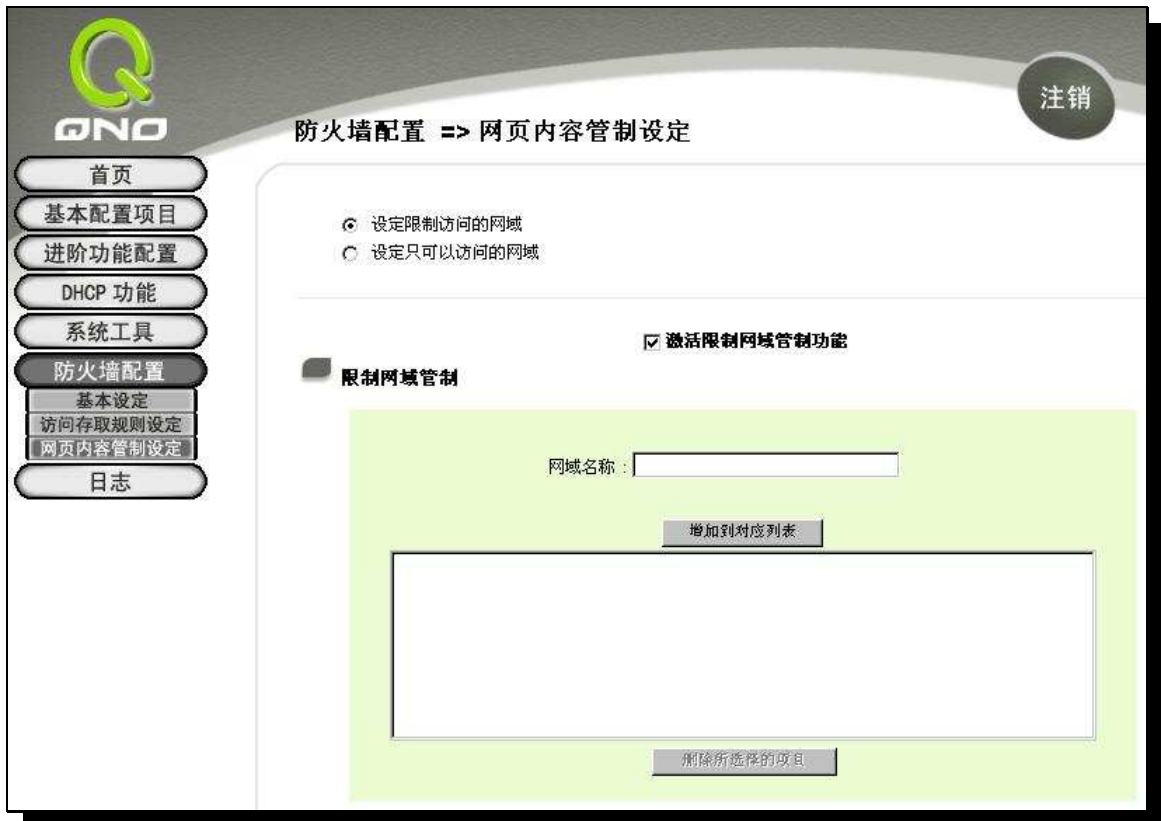 QNO
注销
防火墙配置 => 网页内容管制设定
首页
基本配置项目
进阶功能配置
DHCP 功能
系统工具
防火墙配置
基本设定
访问存取规则设定
网页内容管制设定
日志
设定限制访问的网域
设定只可以访问的网域
激活限制网域管制功能
限制网域管制
网域名称 :
增加到对应列表
删除所选择的项目